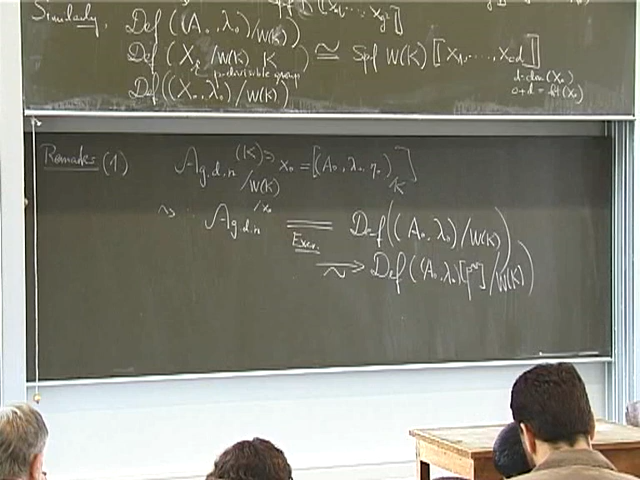 Similarly, Def((A₀, λ₀)/W(K))
Def(X₀/W(K)) ≅ Spf W(K)[[x₁, ..., x_cd]]
p-divisible group
d = dim(X₀)
c+d = ht(X₀)
Def((X₀, λ₀)/W(K))
Remarks (1) A_{g,d,n}/W(K) (K) ∋ x₀ = [(A₀, λ₀, η₀)/K]
⇝ A_{g,d,n}^{/x₀} = Def((A₀, λ₀)/W(K))
Exer.
⥲ Def((A₀, λ₀)[p^∞]/W(K))